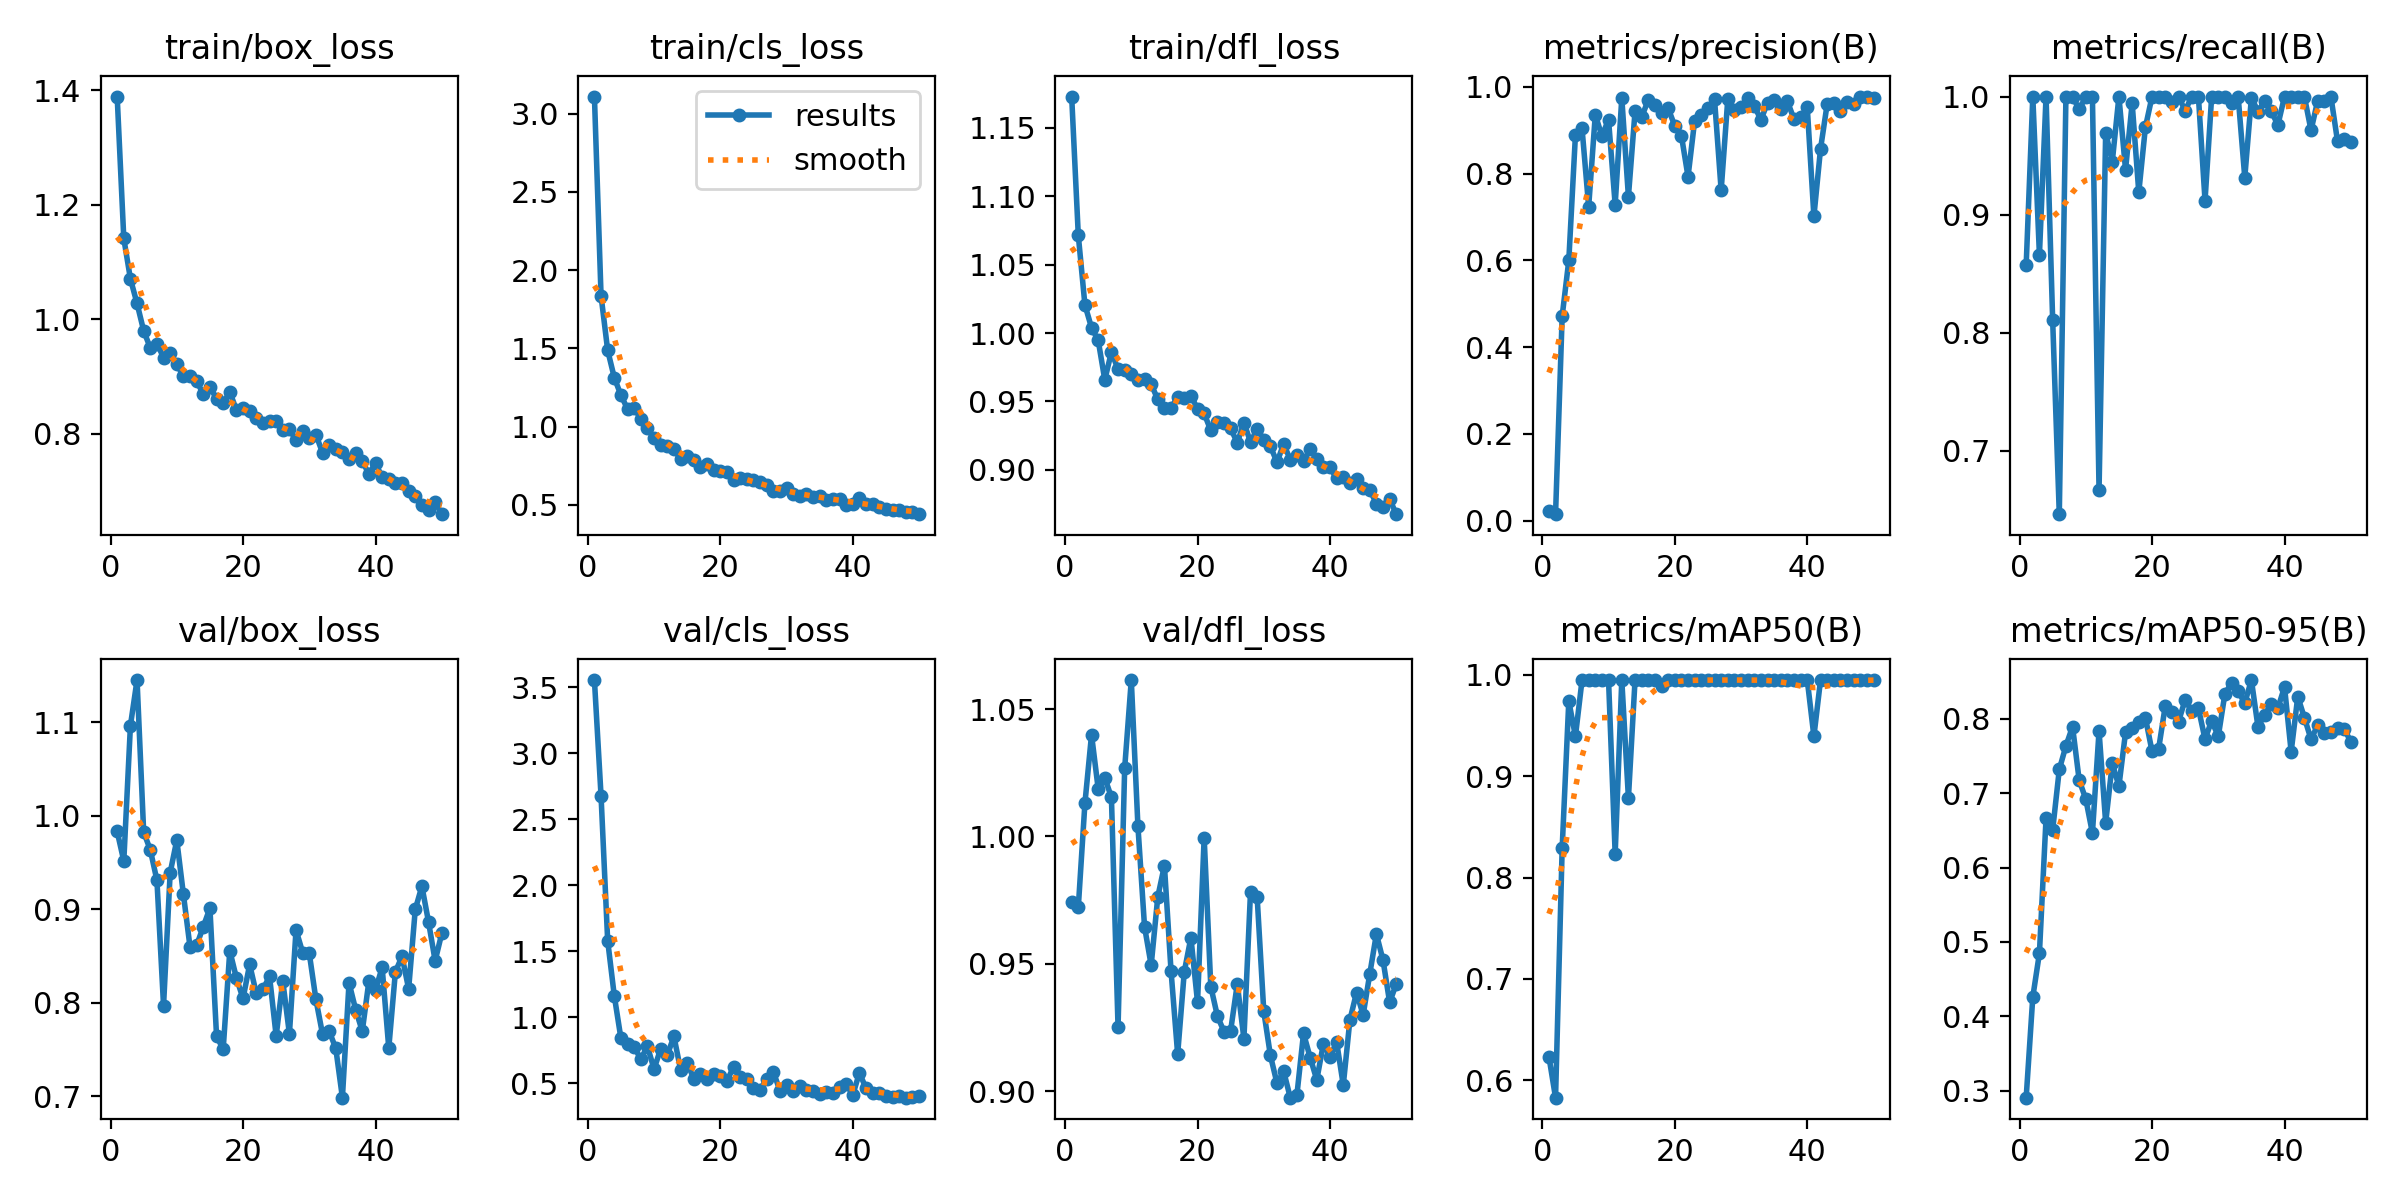 train/box_loss
train/cls_loss
train/dfl_loss
metrics/precision(B)
metrics/recall(B)
1.4
1.2
1.0
0.8
0 20 40
3.0
2.5
2.0
1.5
1.0
0.5
0 20 40
results
smooth
1.15
1.10
1.05
1.00
0.95
0.90
0 20 40
1.0
0.8
0.6
0.4
0.2
0.0
0 20 40
1.0
0.9
0.8
0.7
0 20 40
val/box_loss
val/cls_loss
val/dfl_loss
metrics/mAP50(B)
metrics/mAP50-95(B)
1.1
1.0
0.9
0.8
0.7
0 20 40
3.5
3.0
2.5
2.0
1.5
1.0
0.5
0 20 40
1.05
1.00
0.95
0.90
0 20 40
1.0
0.9
0.8
0.7
0.6
0 20 40
0.8
0.7
0.6
0.5
0.4
0.3
0 20 40